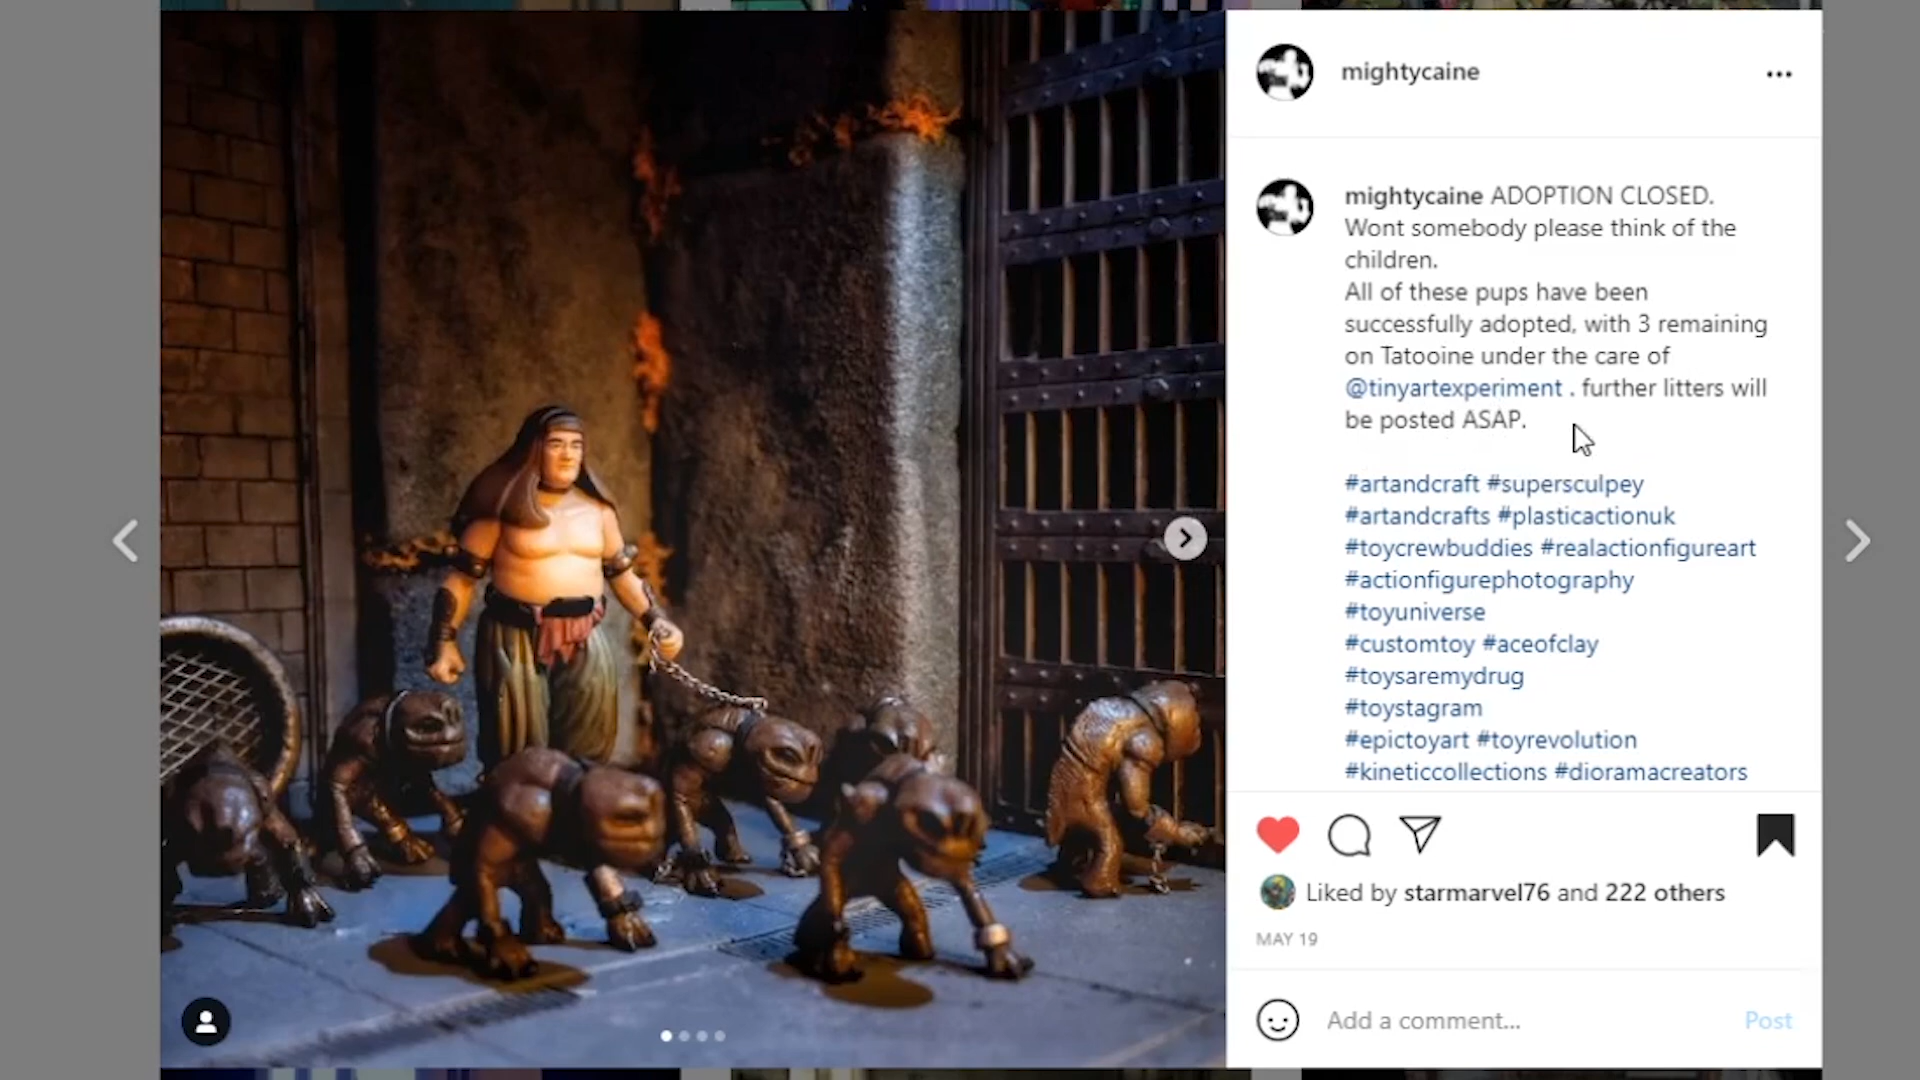 mightycaine
mightycaine ADOPTION CLOSED.
Wont somebody please think of the
children.
All of these pups have been
successfully adopted, with 3 remaining
on Tatooine under the care of
@tinyartexperiment . further litters will
be posted ASAP.
#artandcraft #supersculpey
#artandcrafts #plasticactionuk
#toycrewbuddies #realactionfigureart
#actionfigurephotography
#toyuniverse
#customtoy #aceofclay
#toysaremydrug
#toystagram
#epictoyart #toyrevolution
#kineticcollections #dioramacreators
Liked by starmarvel76 and 222 others
MAY 19
Add a comment... Post